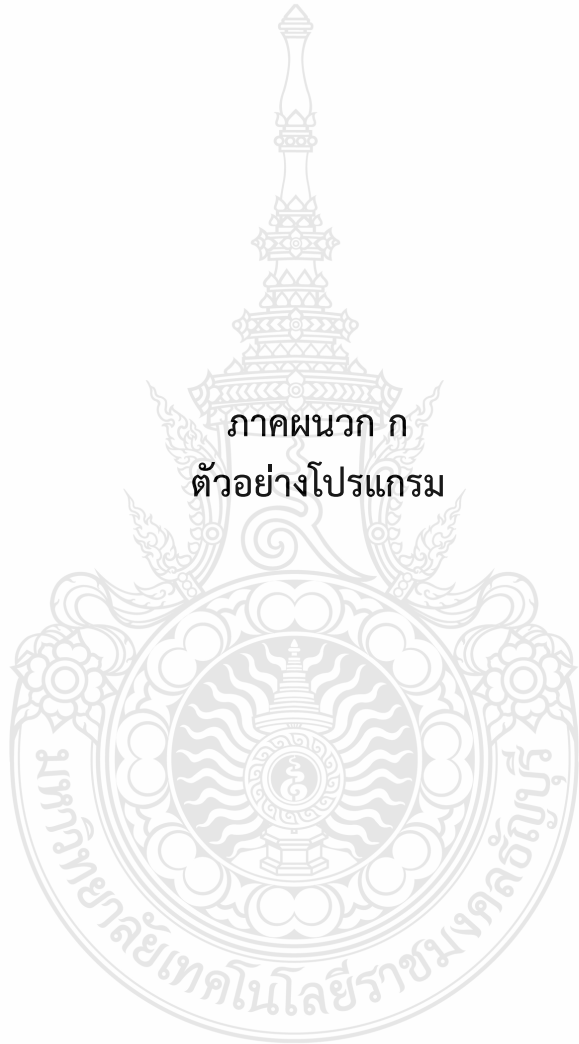 ภาคผนวก ก
ตัวอย่างโปรแกรม
มหาวิทยาลัยเทคโนโลยีราชมงคลธัญบุรี